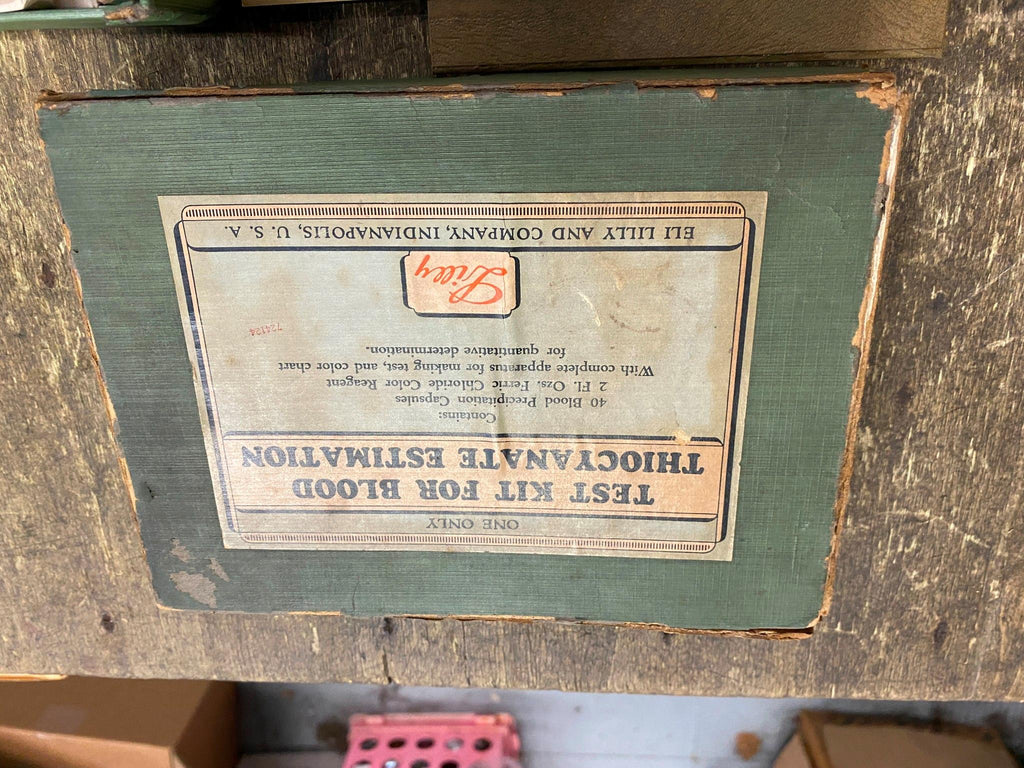 ONE ONLY
TEST KIT FOR BLOOD
THIOCYANATE ESTIMATION
Contains:
40 Blood Precipitation Capsules
2 Fl. Ozs. Ferric Chloride Color Reagent
With complete apparatus for making test, and color chart
for quantitative determination.
724124
Lilly
ELI LILLY AND COMPANY, INDIANAPOLIS, U. S. A.